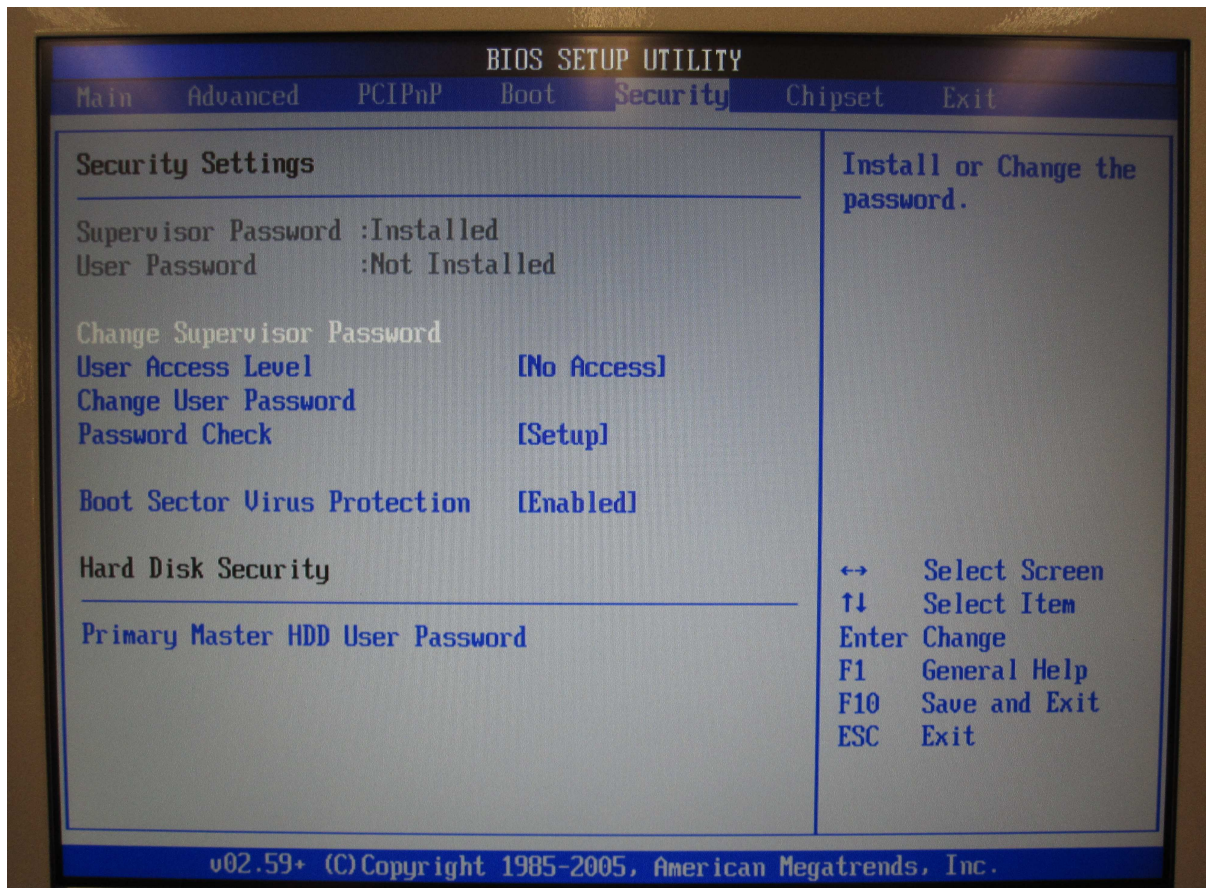 BIOS SETUP UTILITY
Main Advanced PCIPnP Boot Security Chipset Exit
Security Settings
Supervisor Password :Installed
User Password :Not Installed
Change Supervisor Password
User Access Level [No Access]
Change User Password
Password Check [Setup]
Boot Sector Virus Protection [Enabled]
Hard Disk Security
Primary Master HDD User Password
Install or Change the
password.
←→ Select Screen
↑↓ Select Item
Enter Change
F1 General Help
F10 Save and Exit
ESC Exit
v02.59+ (C)Copyright 1985-2005, American Megatrends, Inc.